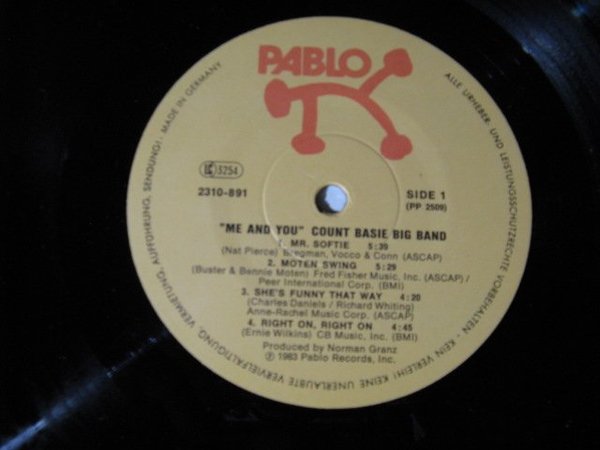 PABLO
LC 3254
2310-891
SIDE 1
(PP 2509)
"ME AND YOU" COUNT BASIE BIG BAND
1. MR. SOFTIE 5:39
(Nat Pierce) Bregman, Vocco & Conn (ASCAP)
2. MOTEN SWING 5:29
(Buster & Bennie Moten) Fred Fisher Music, Inc. (ASCAP) /
Peer International Corp. (BMI)
3. SHE'S FUNNY THAT WAY 4:20
(Charles Daniels / Richard Whiting)
Anne-Rachel Music Corp. (ASCAP)
4. RIGHT ON, RIGHT ON 4:45
(Ernie Wilkins) CB Music, Inc. (BMI)
Produced by Norman Granz
℗ 1983 Pablo Records, Inc.
ALLE URHEBER- UND LEISTUNGSSCHUTZRECHTE VORBEHALTEN · KEIN VERLEIH! KEINE UNERLAUBTE VERVIELFÄLTIGUNG, VERMIETUNG, AUFFÜHRUNG, SENDUNG! MADE IN GERMANY